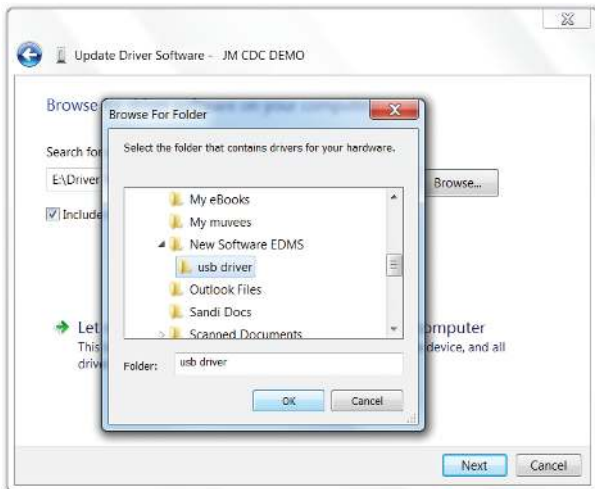 Update Driver Software - JM CDC DEMO
Browse
Browse For Folder
Select the folder that contains drivers for your hardware.
Search for
E:\Driver
Browse...
Include
My eBooks
My muvees
New Software EDMS
usb driver
Outlook Files
Sandi Docs
Scanned Documents
Folder: usb driver
OK Cancel
Let
omputer
This
device, and all
drive
Next Cancel